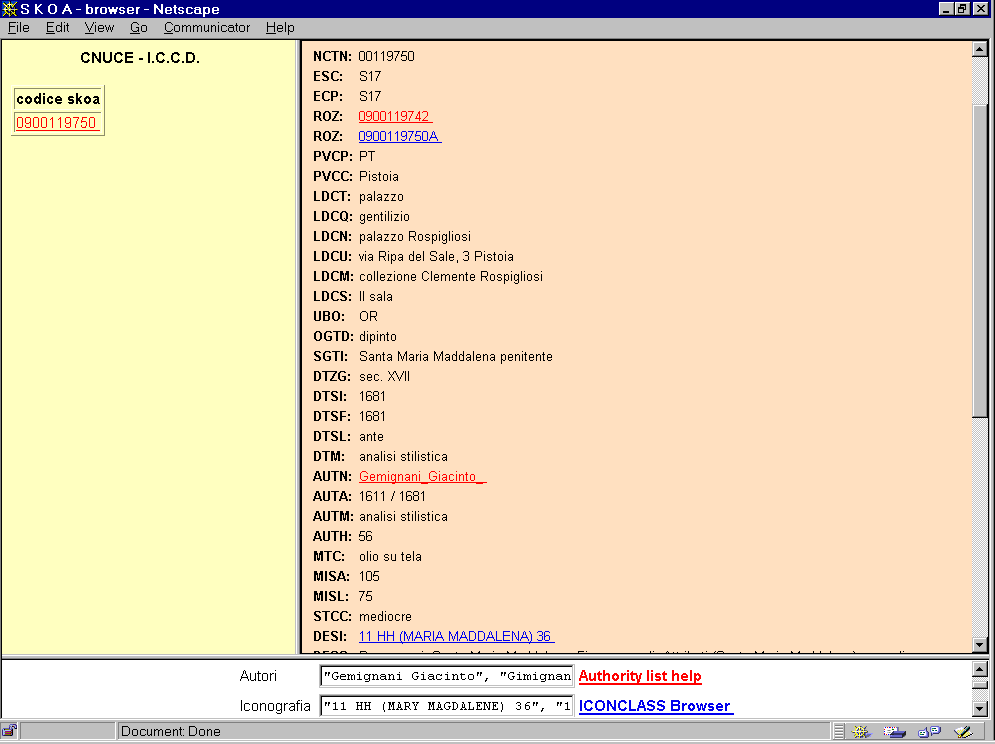 S K O A - browser - Netscape
File Edit View Go Communicator Help
CNUCE - I.C.C.D.
codice skoa
0900119750
NCTN: 00119750
ESC: S17
ECP: S17
ROZ: 0900119742
ROZ: 0900119750A
PVCP: PT
PVCC: Pistoia
LDCT: palazzo
LDCQ: gentilizio
LDCN: palazzo Rospigliosi
LDCU: via Ripa del Sale, 3 Pistoia
LDCM: collezione Clemente Rospigliosi
LDCS: II sala
UBO: OR
OGTD: dipinto
SGTI: Santa Maria Maddalena penitente
DTZG: sec. XVII
DTSI: 1681
DTSF: 1681
DTSL: ante
DTM: analisi stilistica
AUTN: Gemignani_Giacinto_
AUTA: 1611 / 1681
AUTM: analisi stilistica
AUTH: 56
MTC: olio su tela
MISA: 105
MISL: 75
STCC: mediocre
DESI: 11 HH (MARIA MADDALENA) 36
Autori "Gemignani Giacinto", "Gimignan Authority list help
Iconografia "11 HH (MARY MAGDALENE) 36", "1 ICONCLASS Browser
Document: Done